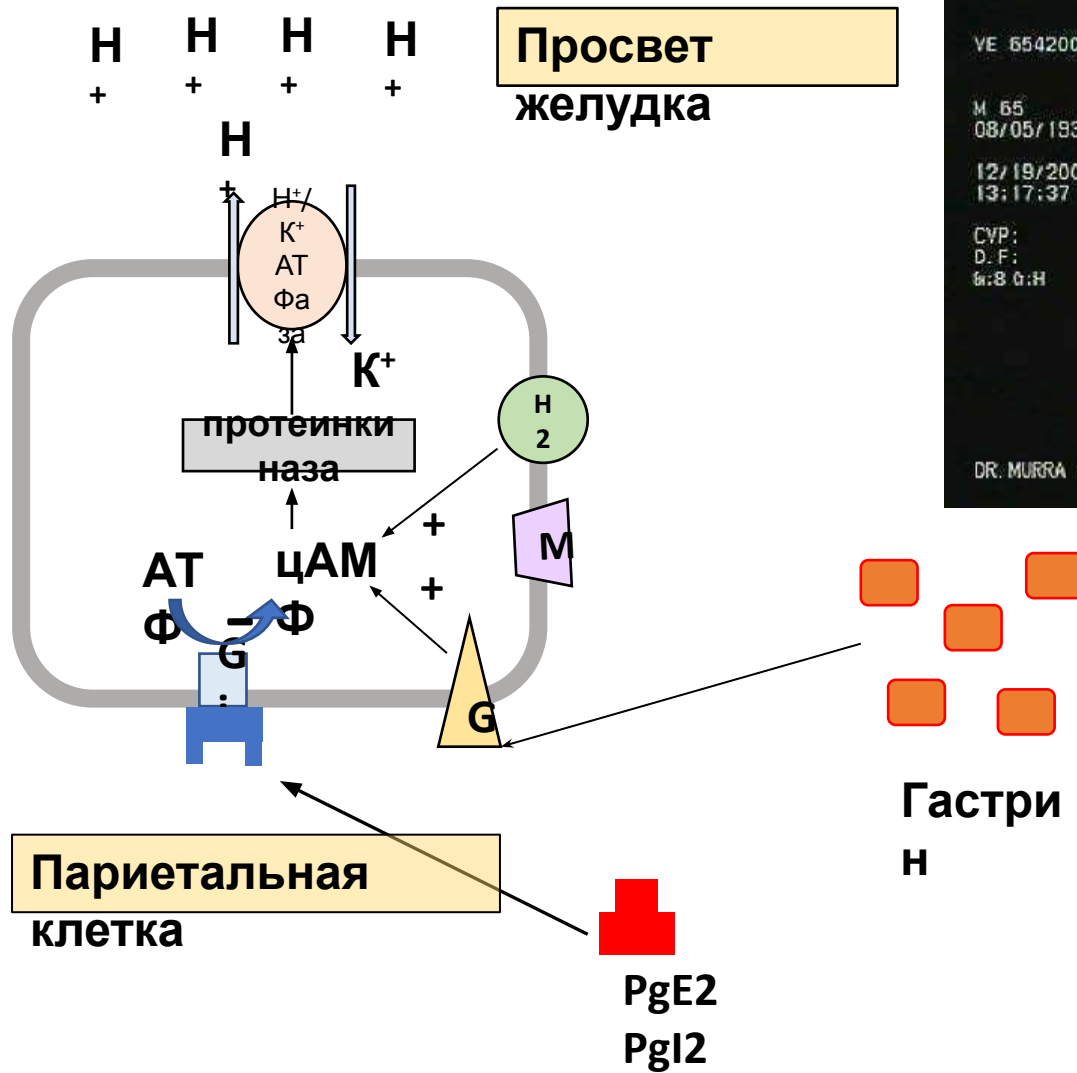 H H H H
+ + + +
Просвет
желудка
H
+
H⁺/
K⁺
АТ
Фа
за
K⁺
протеинки
наза
H
2
+
M
АТ
Ф
цАМ
Ф
+
–
G
i
G
Гастри
н
Париетальная
клетка
PgE2
PgI2
VE 654200
M 65
08/05/193
12/19/200
13:17:37
CVP:
D.F:
G:H
DR. MURRA